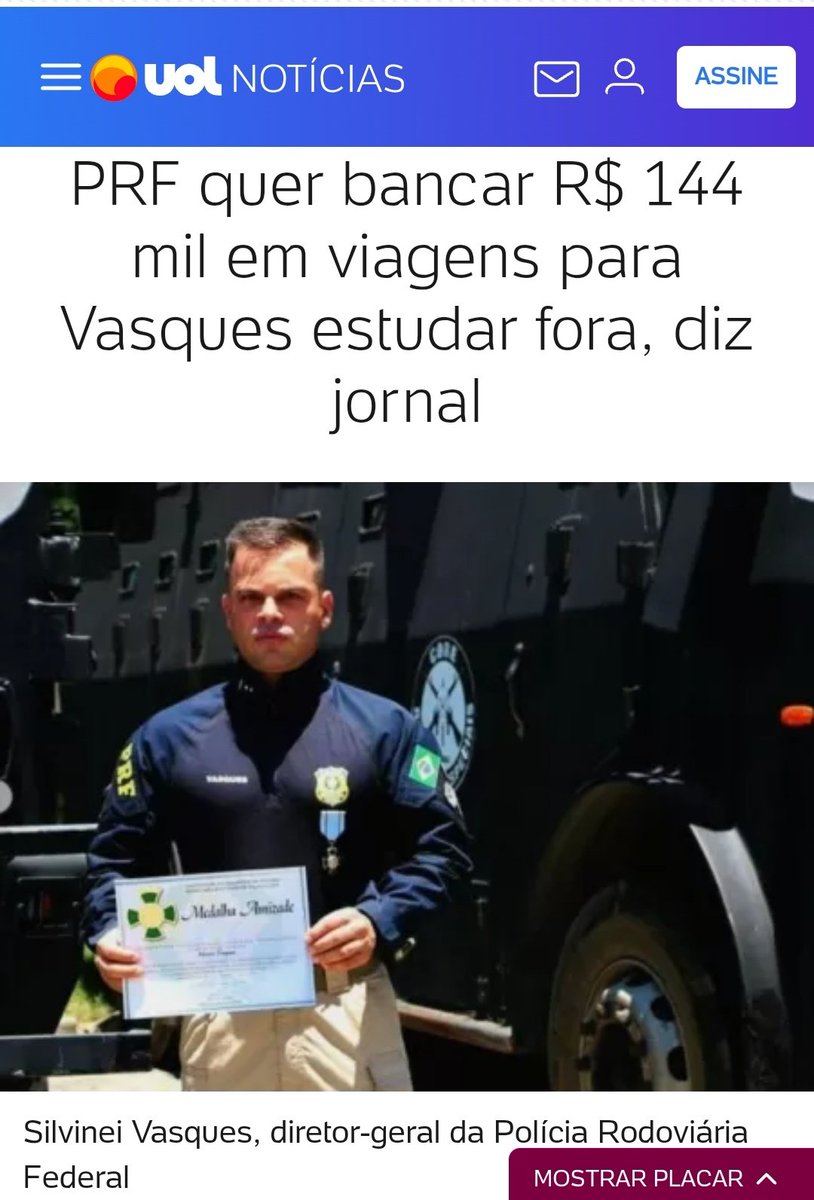 uol NOTÍCIAS
ASSINE
PRF quer bancar R$ 144
mil em viagens para
Vasques estudar fora, diz
jornal
CORE
PRF
VASQUES
Medalha Amizade
Silvinei Vasques, diretor-geral da Polícia Rodoviária
Federal
MOSTRAR PLACAR